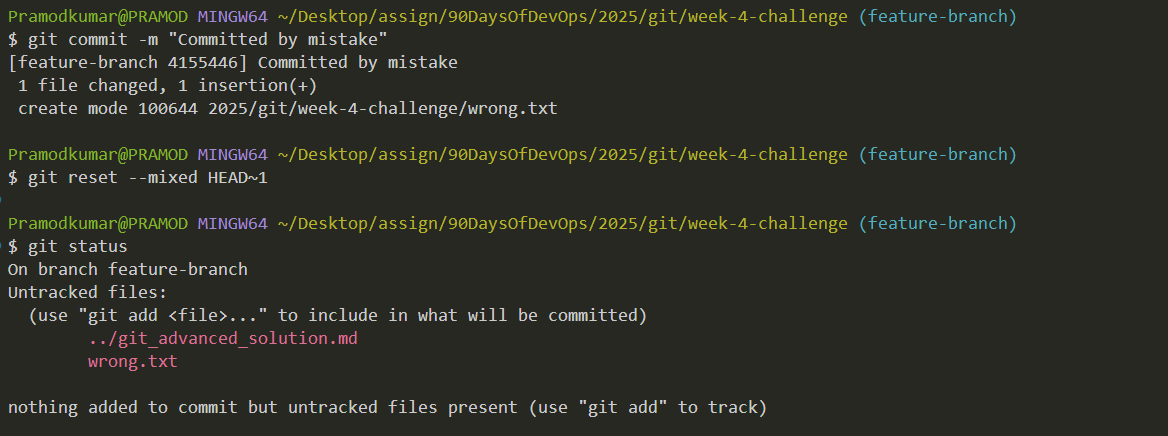 Pramodkumar@PRAMOD MINGW64 ~/Desktop/assign/90DaysOfDevOps/2025/git/week-4-challenge (feature-branch)
$ git commit -m "Committed by mistake"
[feature-branch 4155446] Committed by mistake
 1 file changed, 1 insertion(+)
 create mode 100644 2025/git/week-4-challenge/wrong.txt

Pramodkumar@PRAMOD MINGW64 ~/Desktop/assign/90DaysOfDevOps/2025/git/week-4-challenge (feature-branch)
$ git reset --mixed HEAD~1

Pramodkumar@PRAMOD MINGW64 ~/Desktop/assign/90DaysOfDevOps/2025/git/week-4-challenge (feature-branch)
$ git status
On branch feature-branch
Untracked files:
  (use "git add <file>..." to include in what will be committed)
        ../git_advanced_solution.md
        wrong.txt

nothing added to commit but untracked files present (use "git add" to track)